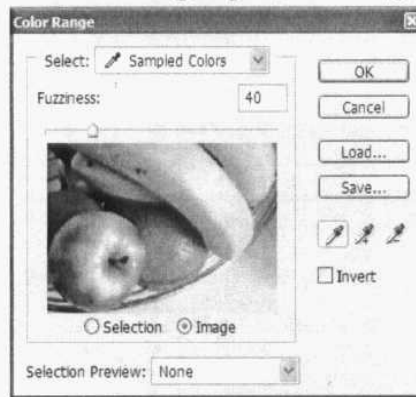 Color Range
Select: Sampled Colors
OK
Fuzziness: 40
Cancel
Load...
Save...
Invert
Selection Image
Selection Preview: None